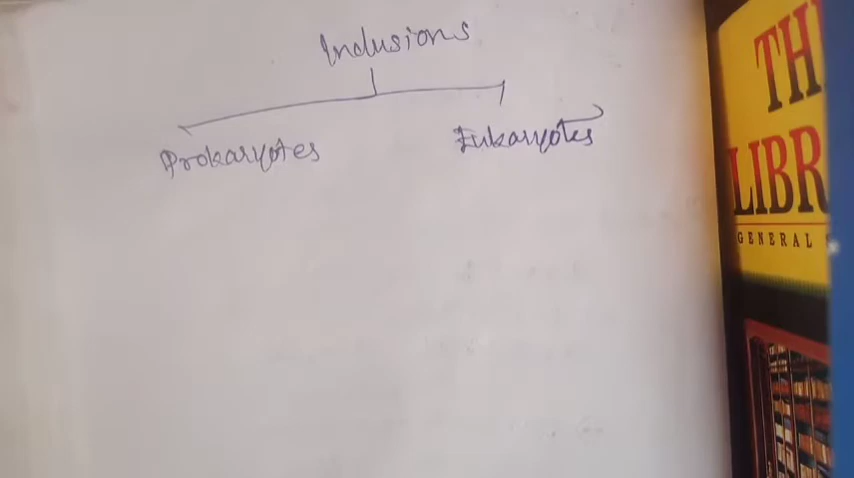 Inclusions
Prokaryotes Eukaryotes
TH
LIBR
GENERAL